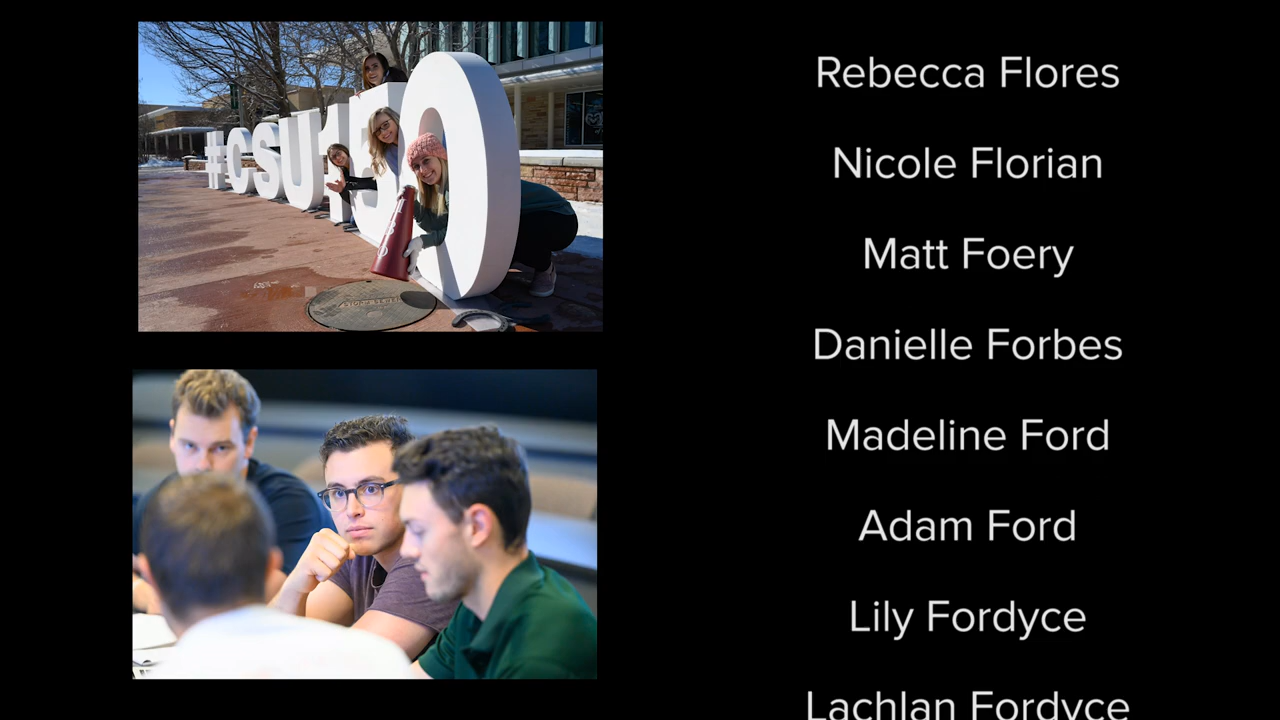 #CSU150
Rebecca Flores
Nicole Florian
Matt Foery
Danielle Forbes
Madeline Ford
Adam Ford
Lily Fordyce
Lachlan Fordyce